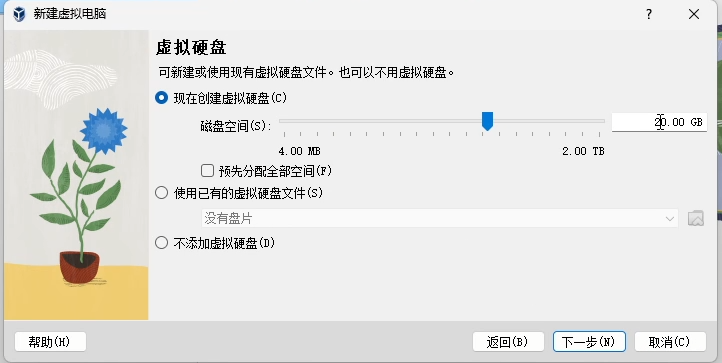 新建虚拟电脑
?
虚拟硬盘
可新建或使用现有虚拟硬盘文件。也可以不用虚拟硬盘。
现在创建虚拟硬盘(C)
磁盘空间(S): 20.00 GB
4.00 MB 2.00 TB
预先分配全部空间(F)
使用已有的虚拟硬盘文件(S)
没有盘片
不添加虚拟硬盘(D)
帮助(H) 返回(B) 下一步(N) 取消(C)